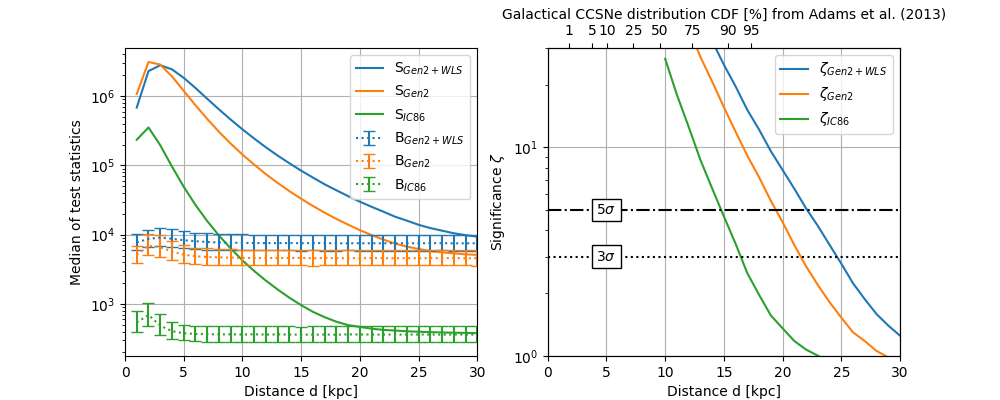 Galactical CCSNe distribution CDF [%] from Adams et al. (2013)
1 5 10 25 50 75 90 95
Median of test statistics
10^6
10^5
10^4
10^3
S_Gen2+WLS
S_Gen2
S_IC86
B_Gen2+WLS
B_Gen2
B_IC86
0 5 10 15 20 25 30
Distance d [kpc]
Significance ζ
10^1
10^0
ζ_Gen2+WLS
ζ_Gen2
ζ_IC86
5σ
3σ
0 5 10 15 20 25 30
Distance d [kpc]